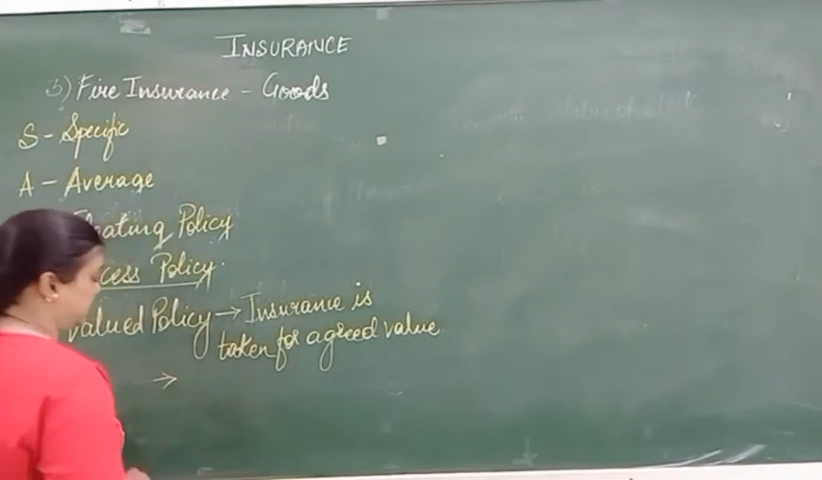 INSURANCE
3) Fire Insurance - Goods
S - Specific
A - Average
Policy
Policy
Valued Policy → Insurance is
taken for agreed value
→